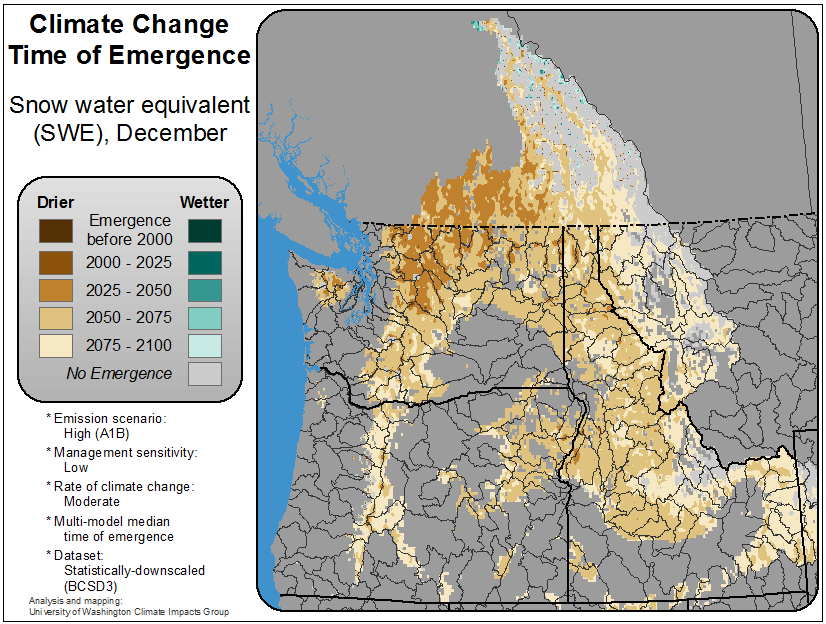 Climate Change
Time of Emergence
Snow water equivalent
(SWE), December
Drier
Wetter
Emergence
before 2000
2000 - 2025
2025 - 2050
2050 - 2075
2075 - 2100
No Emergence
* Emission scenario:
High (A1B)
* Management sensitivity:
Low
* Rate of climate change:
Moderate
* Multi-model median
time of emergence
* Dataset:
Statistically-downscaled
(BCSD3)
Analysis and mapping:
University of Washington Climate Impacts Group